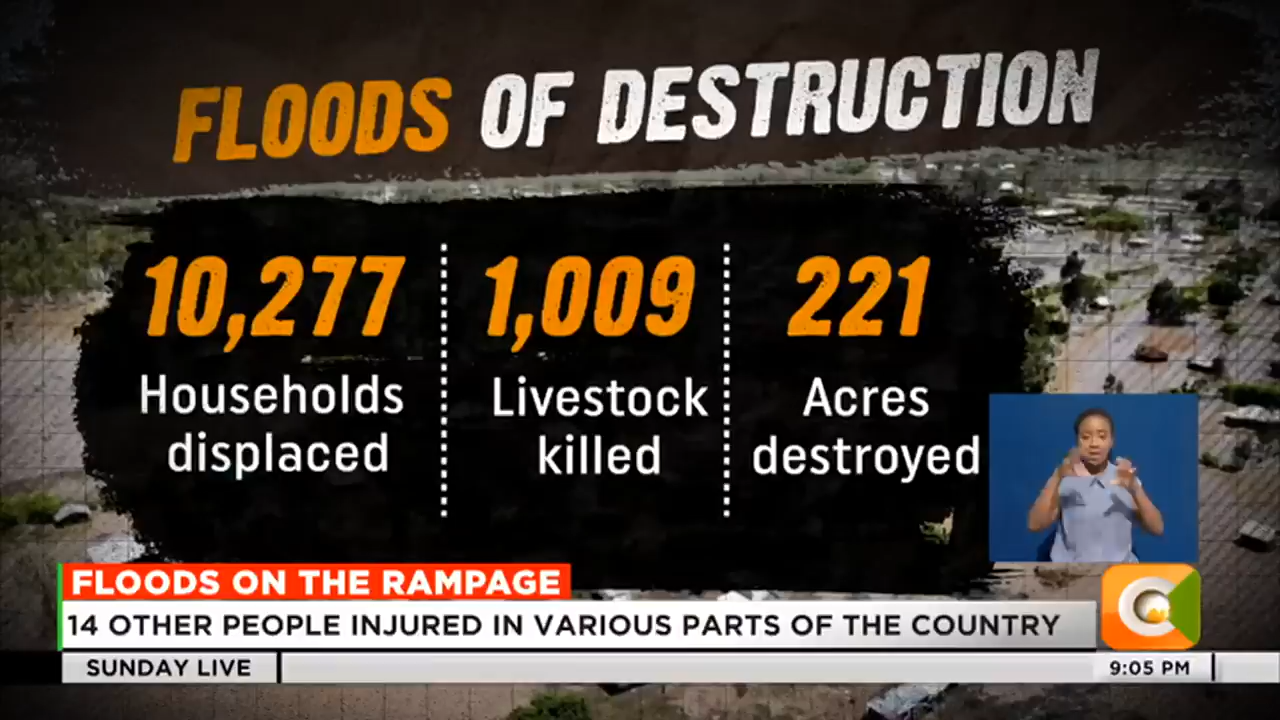 FLOODS OF DESTRUCTION
10,277
Households
displaced
1,009
Livestock
killed
221
Acres
destroyed
FLOODS ON THE RAMPAGE
14 OTHER PEOPLE INJURED IN VARIOUS PARTS OF THE COUNTRY
SUNDAY LIVE
9:05 PM